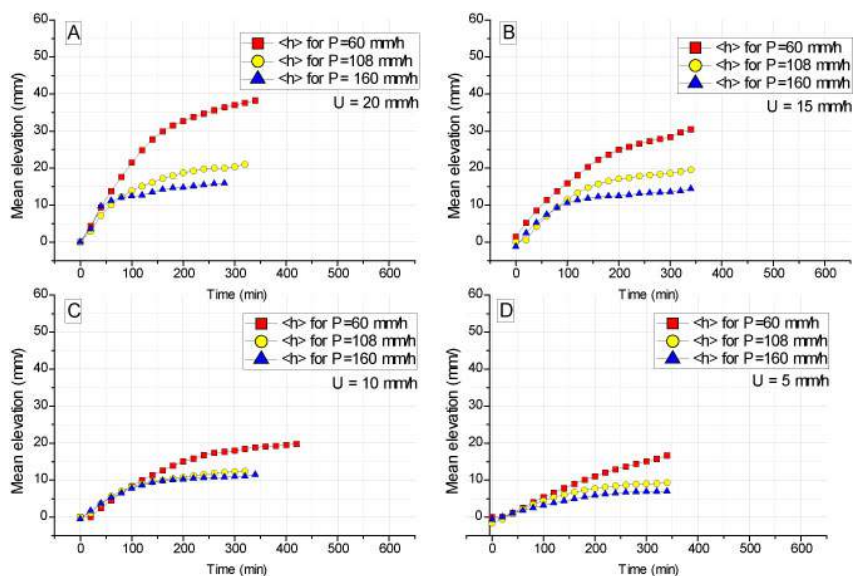 A
<h> for P=60 mm/h
<h> for P=108 mm/h
<h> for P= 160 mm/h
U = 20 mm/h
Mean elevation (mm/)
60
50
40
30
20
10
0
0 100 200 300 400 500 600
Time (min)
B
<h> for P=60 mm/h
<h> for P=108 mm/h
<h> for P=160 mm/h
U = 15 mm/h
Mean elevation (mm/)
60
50
40
30
20
10
0
0 100 200 300 400 500 600
Time (min)
C
<h> for P=60 mm/h
<h> for P=108 mm/h
<h> for P=160 mm/h
U = 10 mm/h
Mean elevation (mm/)
60
50
40
30
20
10
0
0 100 200 300 400 500 600
Time (min)
D
<h> for P=60 mm/h
<h> for P=108 mm/h
<h> for P=160 mm/h
U = 5 mm/h
Mean elevation (mm/)
60
50
40
30
20
10
0
0 100 200 300 400 500 600
Time (min)